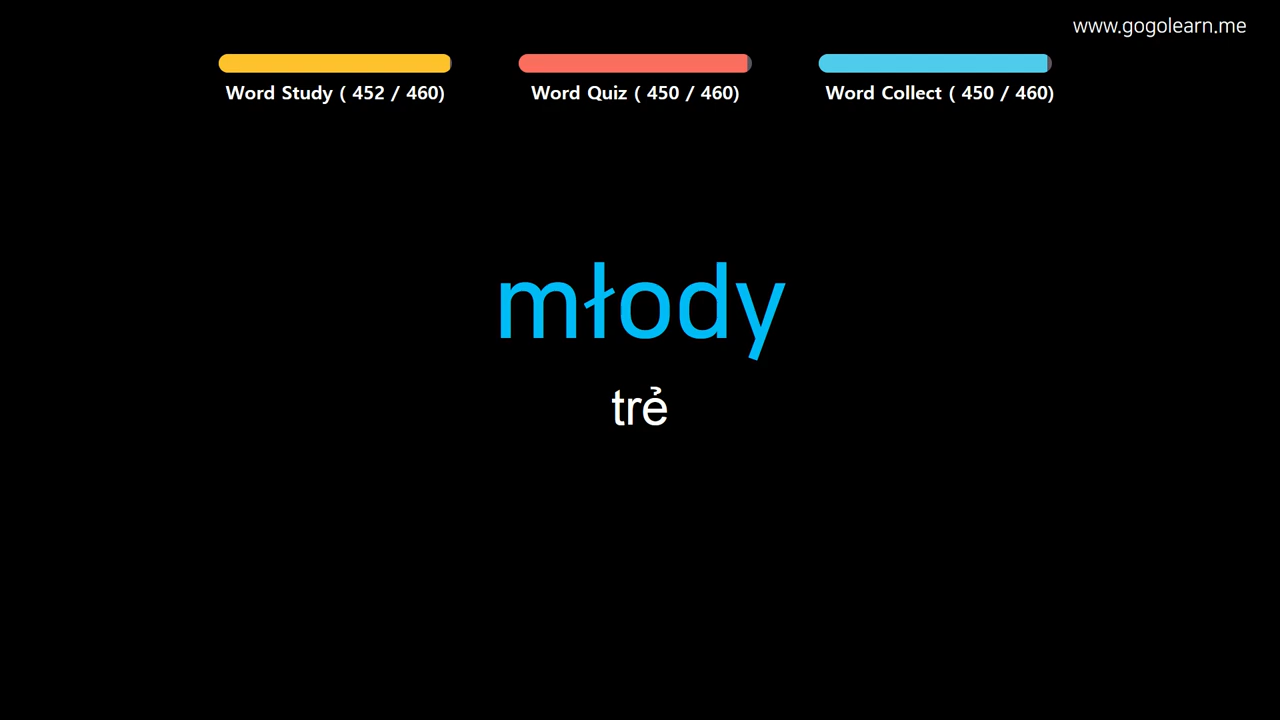 www.gogolearn.me
Word Study ( 452 / 460)
Word Quiz ( 450 / 460)
Word Collect ( 450 / 460)
młody
trẻ